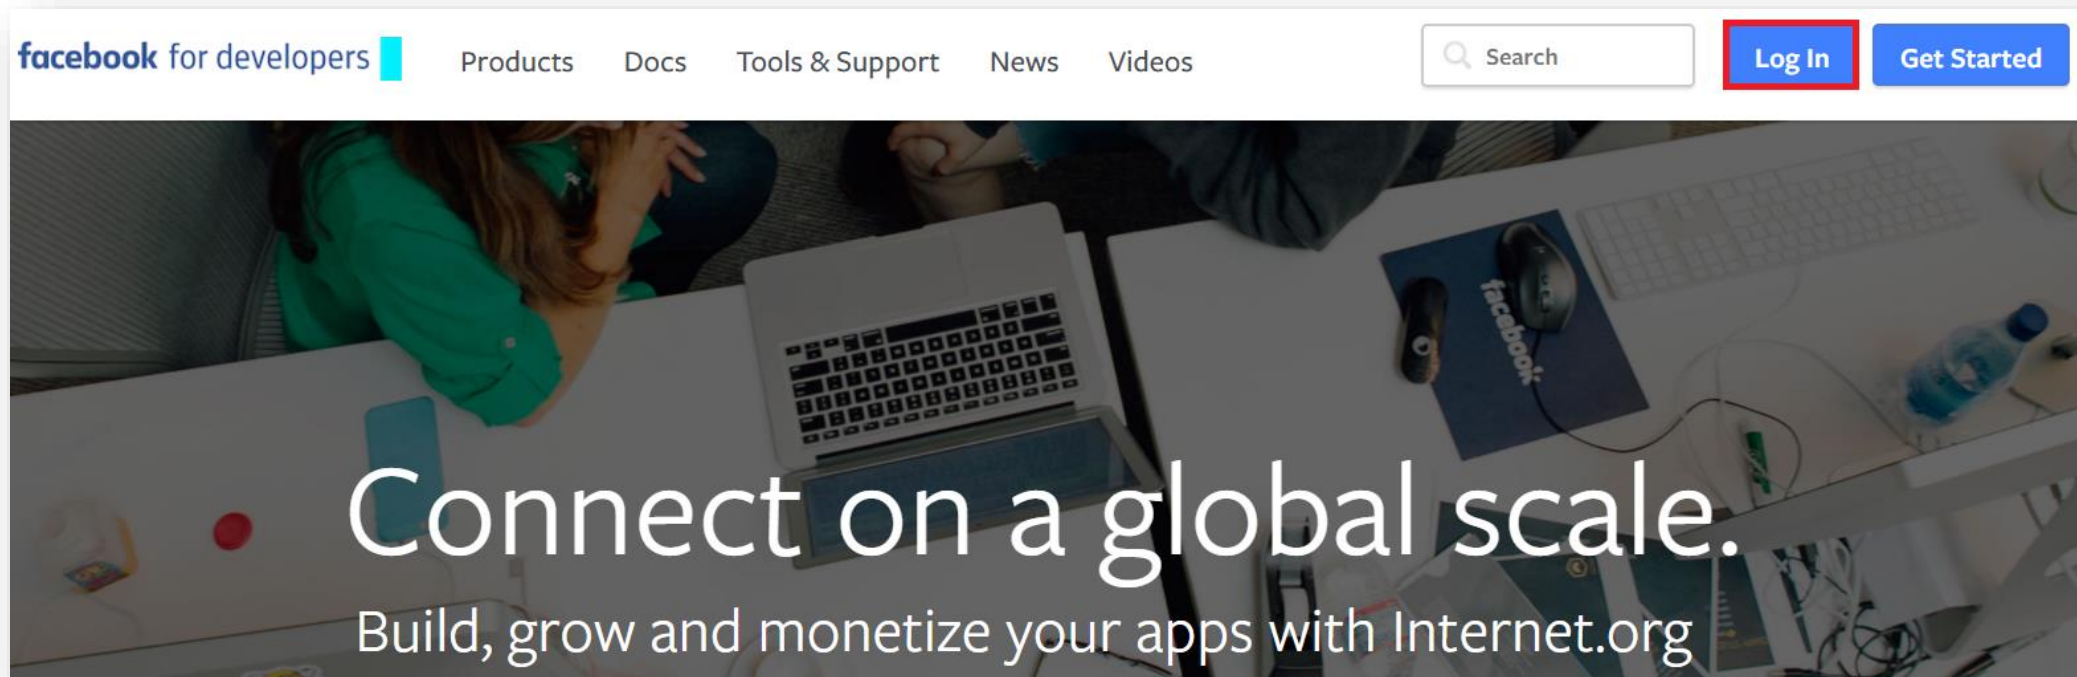 facebook for developers
Products Docs Tools & Support News Videos
Search
Log In
Get Started
facebook
Connect on a global scale.
Build, grow and monetize your apps with Internet.org